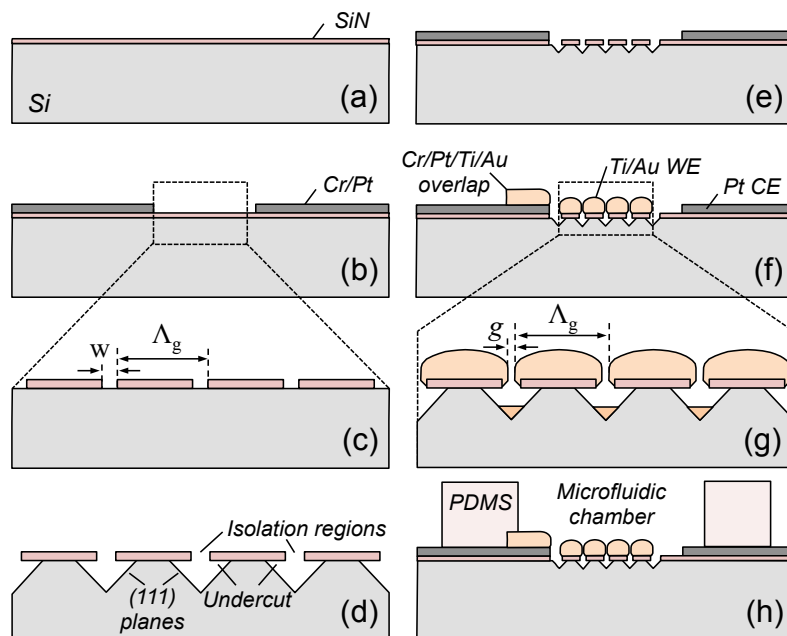 SiN
Si
(a)
Cr/Pt
(b)
w
Λg
(c)
Isolation regions
(111)
planes
Undercut
(d)
(e)
Cr/Pt/Ti/Au
overlap
Ti/Au WE
Pt CE
(f)
g
Λg
(g)
PDMS
Microfluidic
chamber
(h)